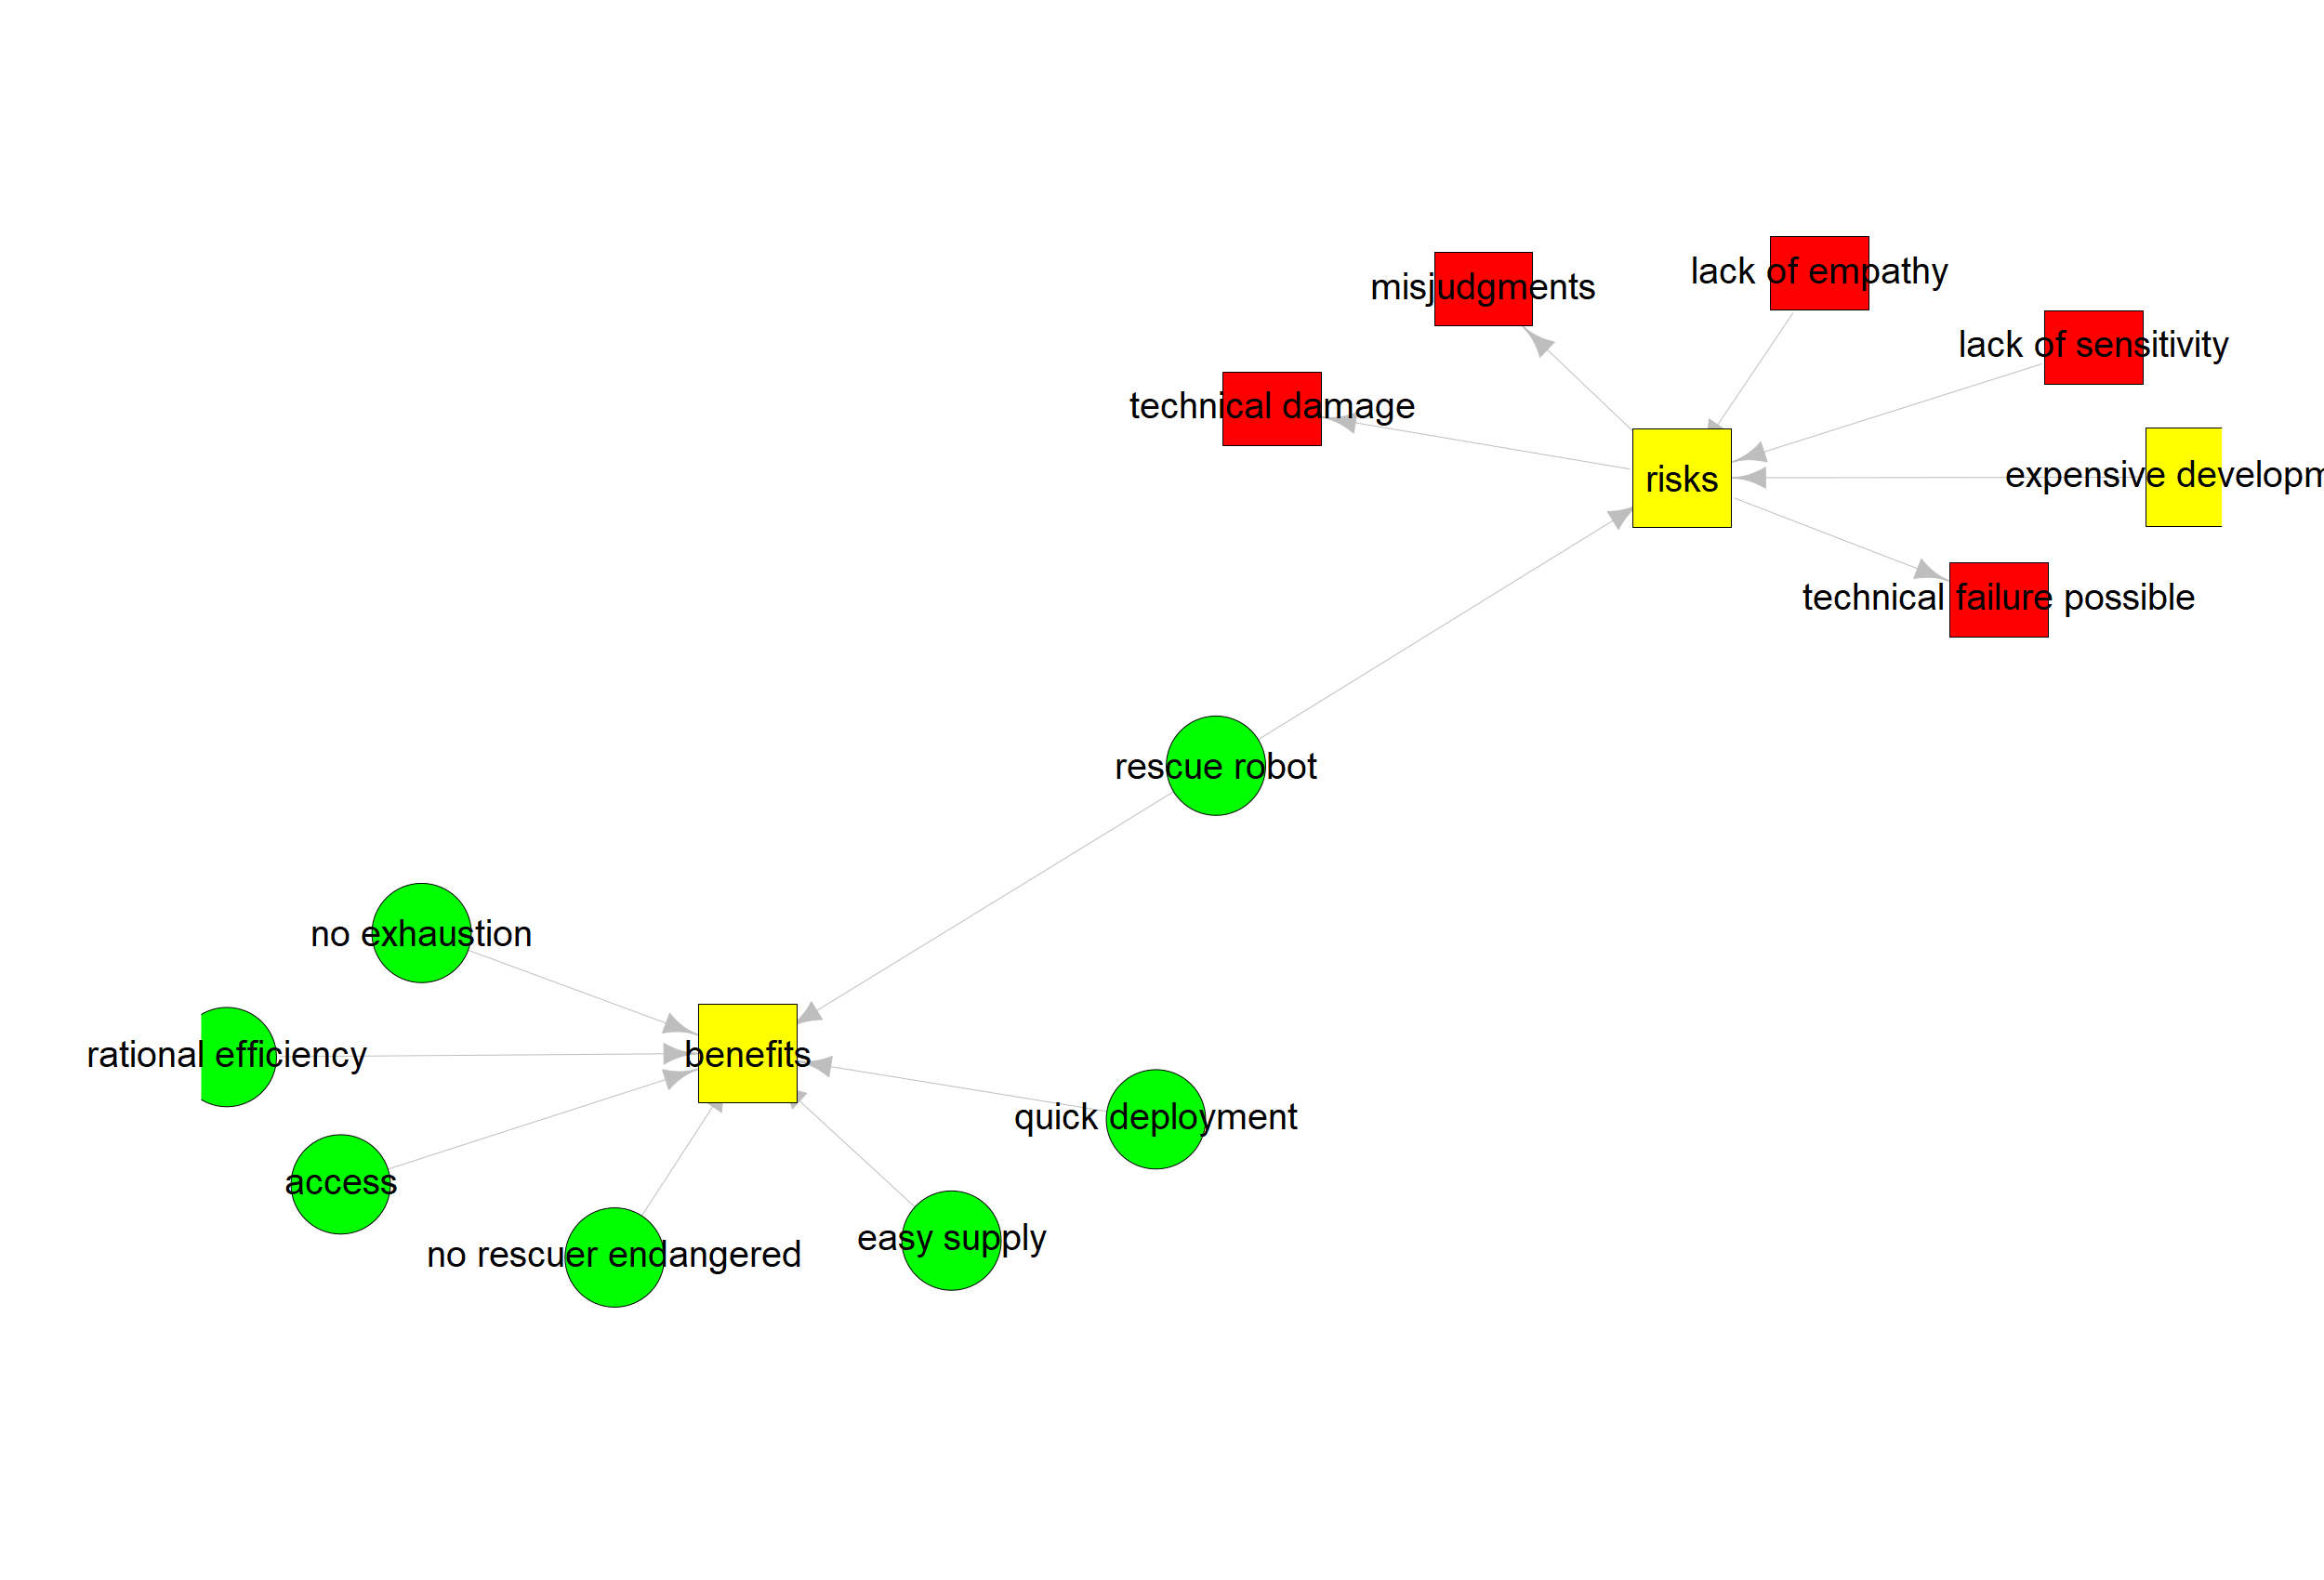 lack of empathy
misjudgments
lack of sensitivity
technical damage
expensive developm
risks
technical failure possible
rescue robot
no exhaustion
rational efficiency
benefits
quick deployment
access
easy supply
no rescuer endangered